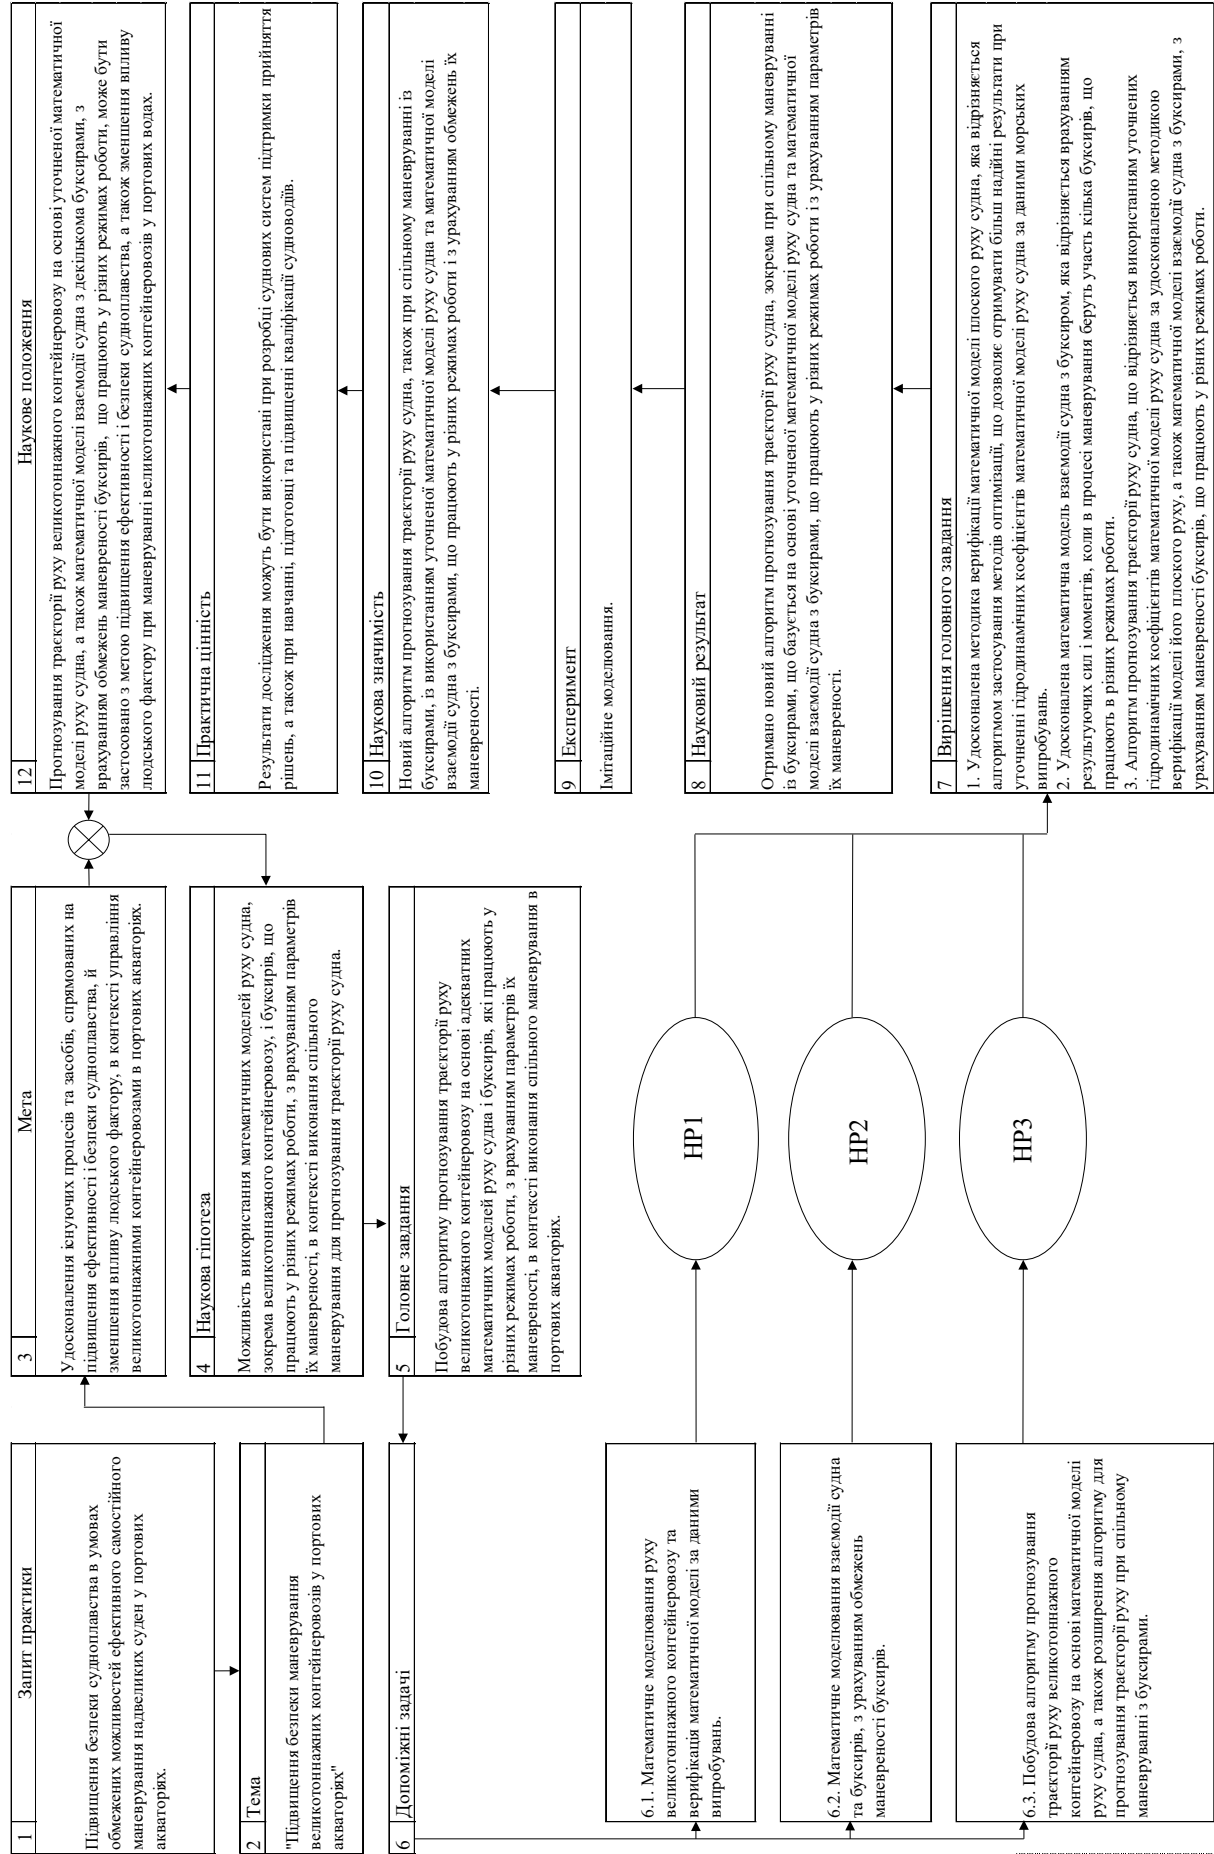 1 Запит практики
Підвищення безпеки судноплавства в умовах
обмежених можливостей ефективного самостійного
маневрування надвеликих суден у портових
акваторіях.
2 Тема
"Підвищення безпеки маневрування
великотоннажних контейнеровозів у портових
акваторіях"
3 Мета
Удосконалення існуючих процесів та засобів, спрямованих на
підвищення ефективності і безпеки судноплавства, й
зменшення впливу людського фактору, в контексті управління
великотоннажними контейнеровозами в портових акваторіях.
4 Наукова гіпотеза
Можливість використання математичних моделей руху судна,
зокрема великотоннажного контейнеровозу, і буксирів, що
працюють у різних режимах роботи, з врахуванням параметрів
їх маневреності, в контексті виконання спільного
маневрування для прогнозування траєкторії руху судна.
5 Головне завдання
Побудова алгоритму прогнозування траєкторії руху
великотоннажного контейнеровозу на основі адекватних
математичних моделей руху судна і буксирів, які працюють у
різних режимах роботи, з врахуванням параметрів їх
маневреності, в контексті виконання спільного маневрування в
портових акваторіях.
6 Допоміжні задачі
6.1. Математичне моделювання руху
великотоннажного контейнеровозу та
верифікація математичної моделі за даними
випробувань.
6.2. Математичне моделювання взаємодії судна
та буксирів, з урахуванням обмежень
маневреності буксирів.
6.3. Побудова алгоритму прогнозування
траєкторії руху великотоннажного
контейнеровозу на основі математичної моделі
руху судна, а також розширення алгоритму для
прогнозування траєкторії руху при спільному
маневруванні з буксирами.
НР1
НР2
НР3
7 Вирішення головного завдання
1. Удосконалена методика верифікації математичної моделі плоского руху судна, яка відрізняється
алгоритмом застосування методів оптимізації, що дозволяє отримувати більш надійні результати при
уточненні гідродинамічних коефіцієнтів математичної моделі руху судна за даними морських
випробувань.
2. Удосконалена математична модель взаємодії судна з буксиром, яка відрізняється врахуванням
результуючих сил і моментів, коли в процесі маневрування беруть участь кілька буксирів, що
працюють в різних режимах роботи.
3. Алгоритм прогнозування траєкторії руху судна, що відрізняється використанням уточнених
гідродинамічних коефіцієнтів математичної моделі руху судна за удосконаленою методикою
верифікації моделі його плоского руху, а також математичної моделі взаємодії судна з буксирами, з
урахуванням маневреності буксирів, що працюють у різних режимах роботи.
8 Науковий результат
Отримано новий алгоритм прогнозування траєкторії руху судна, зокрема при спільному маневруванні
із буксирами, що базується на основі уточненої математичної моделі руху судна та математичної
моделі взаємодії судна з буксирами, що працюють у різних режимах роботи і з урахуванням параметрів
їх маневреності.
9 Експеримент
Імітаційне моделювання.
10 Наукова значимість
Новий алгоритм прогнозування траєкторії руху судна, також при спільному маневруванні із
буксирами, із використанням уточненої математичної моделі руху судна та математичної моделі
взаємодії судна з буксирами, що працюють у різних режимах роботи і з урахуванням обмежень їх
маневреності.
11 Практична цінність
Результати дослідження можуть бути використані при розробці суднових систем підтримки прийняття
рішень, а також при навчанні, підготовці та підвищенні кваліфікації судноводіїв.
12 Наукове положення
Прогнозування траєкторії руху великотоннажного контейнеровозу на основі уточненої математичної
моделі руху судна, а також математичної моделі взаємодії судна з декількома буксирами, з
врахуванням обмежень маневреності буксирів, що працюють у різних режимах роботи, може бути
застосовано з метою підвищення ефективності і безпеки судноплавства, а також зменшення впливу
людського фактору при маневруванні великотоннажних контейнеровозів у портових водах.